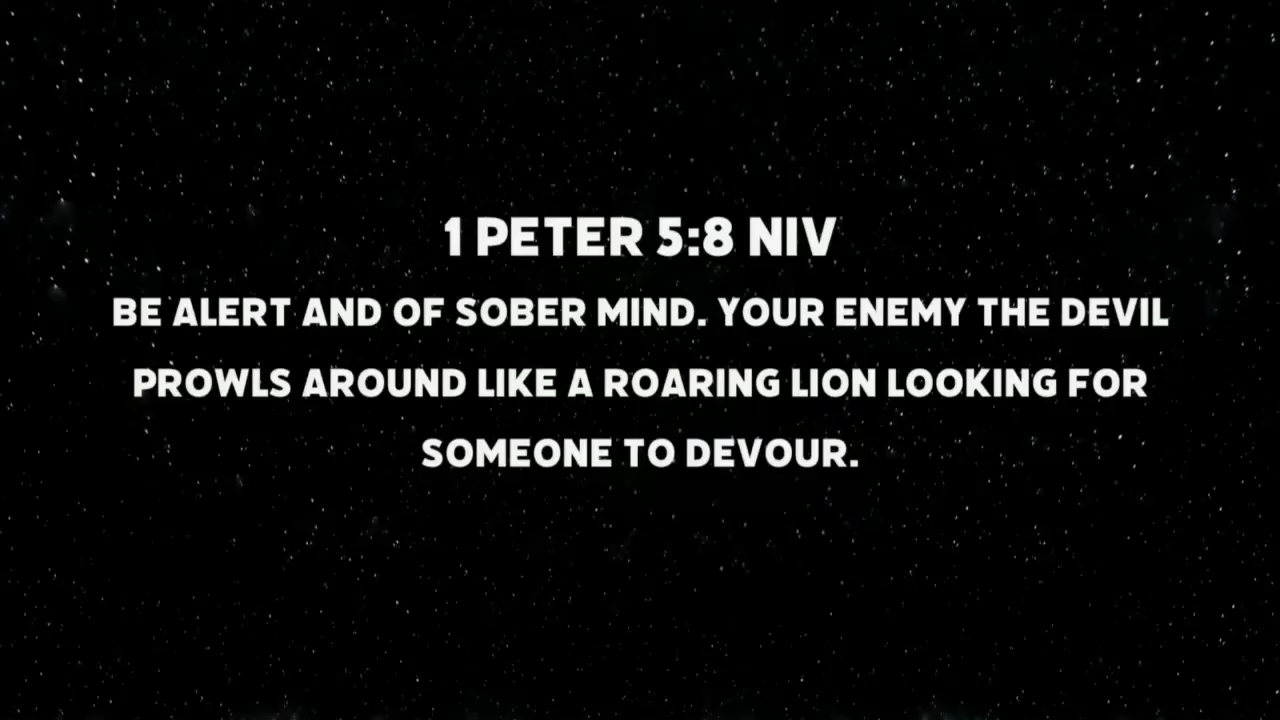 1 PETER 5:8 NIV
BE ALERT AND OF SOBER MIND. YOUR ENEMY THE DEVIL
PROWLS AROUND LIKE A ROARING LION LOOKING FOR
SOMEONE TO DEVOUR.